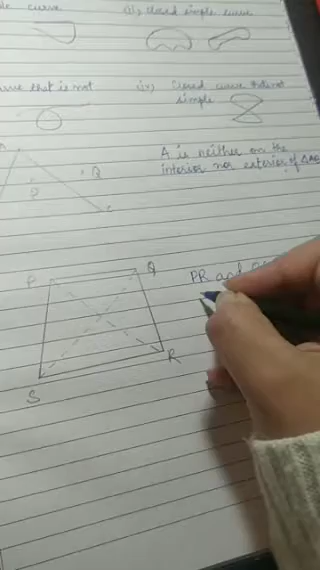 curve
(ii) closed simple curve
that is not
(iv) Closed curve that is not
simple
Q
A is neither on the
P
interior nor exterior of
P
Q
PR and
R
S